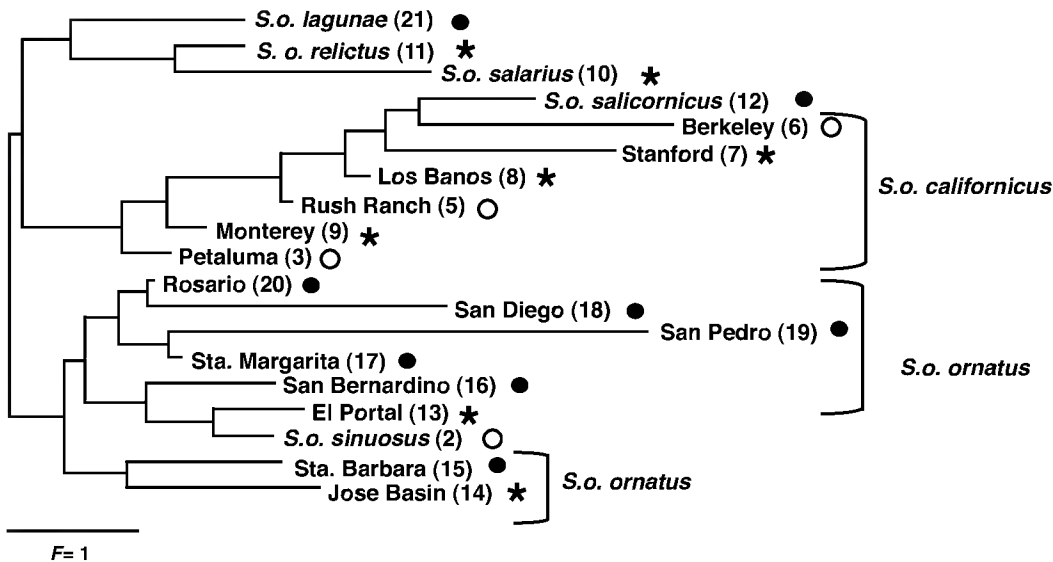 S.o. lagunae (21)
S. o. relictus (11)
S.o. salarius (10)
S.o. salicornicus (12)
Berkeley (6)
Stanford (7)
Los Banos (8)
S.o. californicus
Rush Ranch (5)
Monterey (9)
Petaluma (3)
Rosario (20)
San Diego (18)
San Pedro (19)
Sta. Margarita (17)
S.o. ornatus
San Bernardino (16)
El Portal (13)
S.o. sinuosus (2)
Sta. Barbara (15)
S.o. ornatus
Jose Basin (14)
F= 1